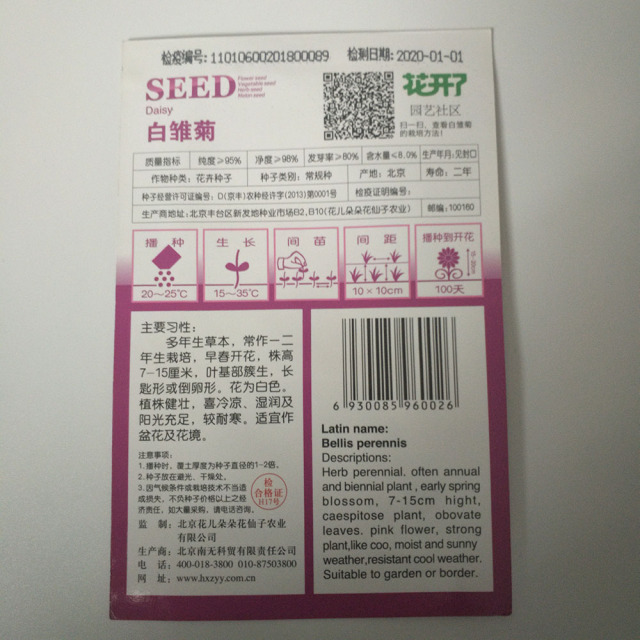 检疫编号: 11010600201800089 检测日期: 2020-01-01
SEED
Flower seed
Vegetable seed
Herb seed
Daisy
白雏菊
花开了
园艺社区
扫一扫，查看白雏菊
的栽培方法！
质量指标 纯度≥95% 净度≥98% 发芽率≥80% 含水量≤8.0% 生产年月:见封口
作物种类: 花卉种子 种子类别: 常规种 产地: 北京 寿命: 二年
种子经营许可证编号: D(京丰)农种经许字(2013)第0001号 检疫证明编号:
生产商地址: 北京丰台区新发地种业市场B2,B10(花儿朵朵花仙子农业) 邮编: 100160
播种 生长 间苗 间距 播种到开花
20～25℃ 15～35℃ 10×10cm 100天
主要习性:
多年生草本，常作一二
年生栽培，早春开花，株高
7-15厘米，叶基部簇生，长
匙形或倒卵形。花为白色。
植株健壮，喜冷凉、湿润及
阳光充足，较耐寒。适宜作
盆花及花境。
注意事项:
1.播种时，覆土厚度为种子直径的1-2倍。
2.种子放在避光、干燥处。
3.因气候条件或栽培技术不当造
成损失，不负种子价格以上之经
济责任，如大量采购，请电话咨询。
检
合格证
H17号
监 制: 北京花儿朵朵花仙子农业
有限公司
生产商: 北京南无科贸有限责任公司
电 话: 400-018-3800 010-87503800
网 址: www.hxzyy.com.cn
6 930085 960026
Latin name:
Bellis perennis
Descriptions:
Herb perennial. often annual
and biennial plant , early spring
blossom, 7-15cm hight,
caespitose plant, obovate
leaves. pink flower, strong
plant,like coo, moist and sunny
weather,resistant cool weather.
Suitable to garden or border.